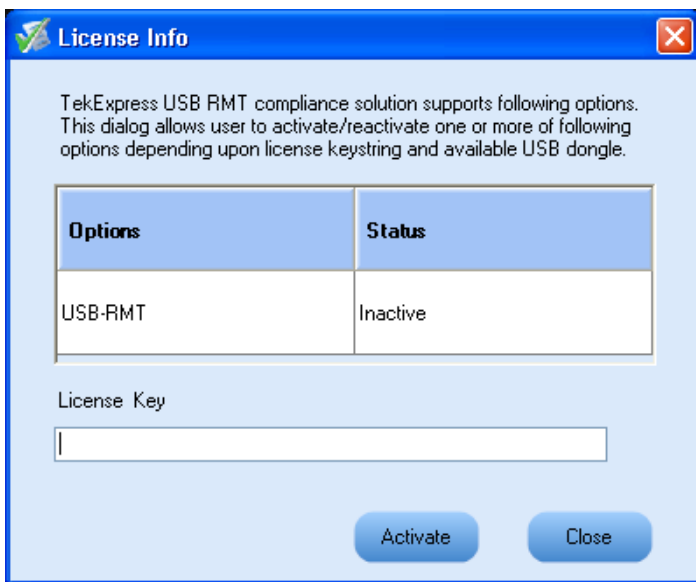 License Info
TekExpress USB RMT compliance solution supports following options.
This dialog allows user to activate/reactivate one or more of following
options depending upon license keystring and available USB dongle.
Options Status
USB-RMT Inactive
License Key
Activate Close